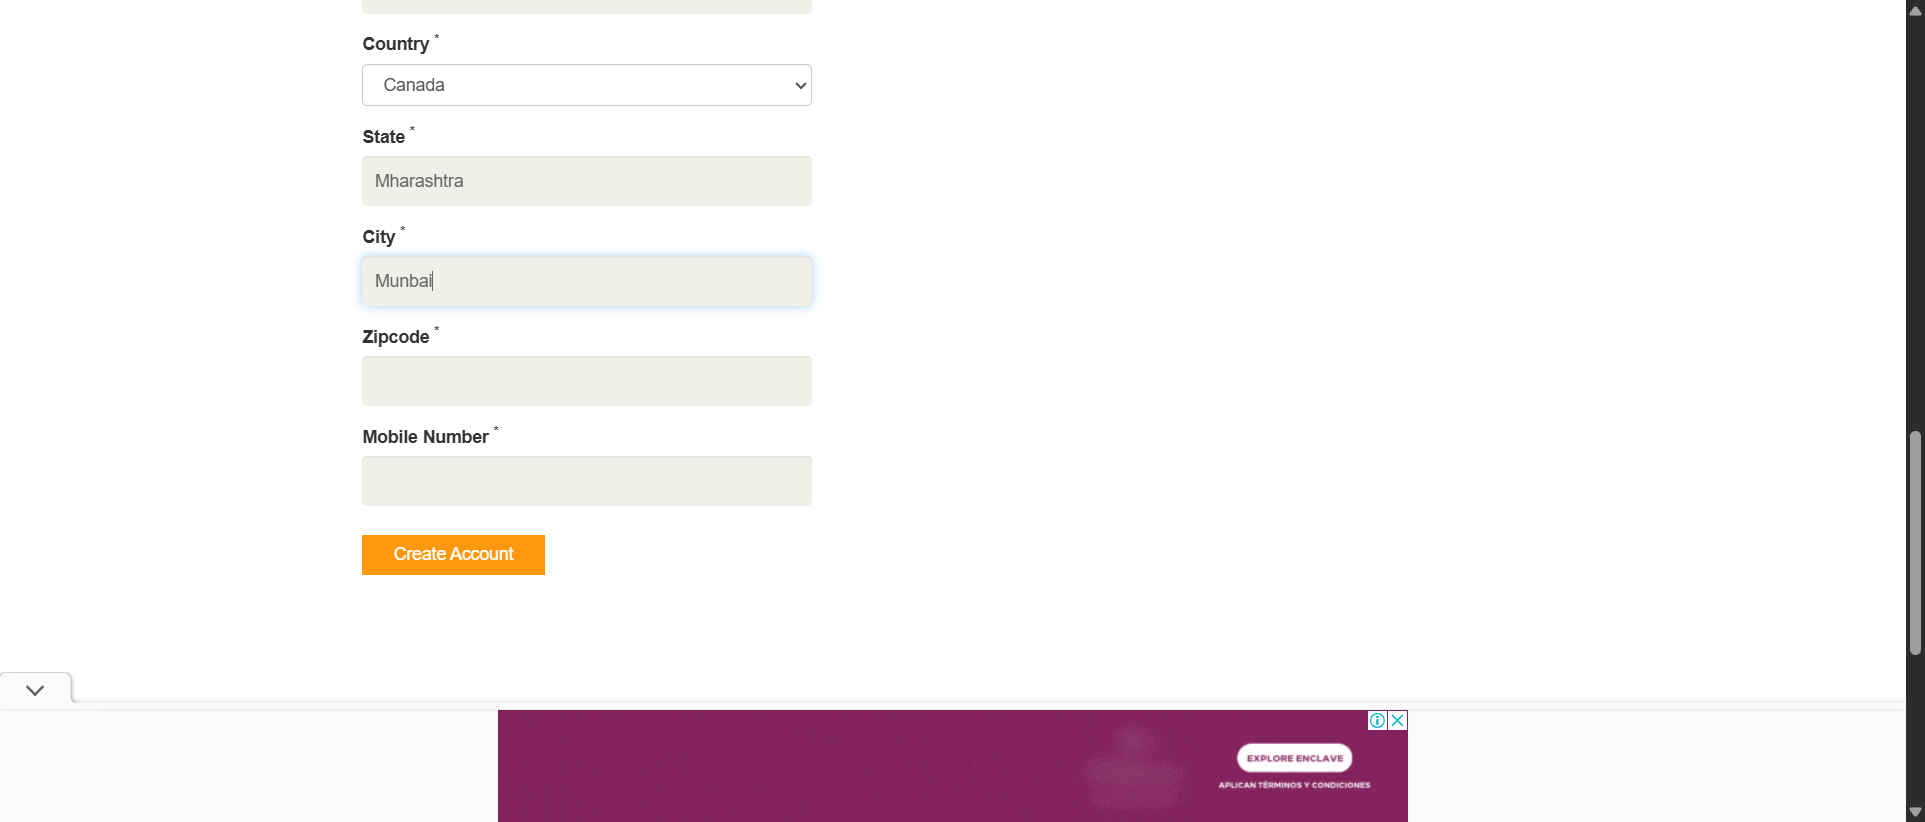 Country *
Canada
State *
Mharashtra
City *
Munbai
Zipcode *
Mobile Number *
Create Account
EXPLORE ENCLAVE
APLICAN TÉRMINOS Y CONDICIONES